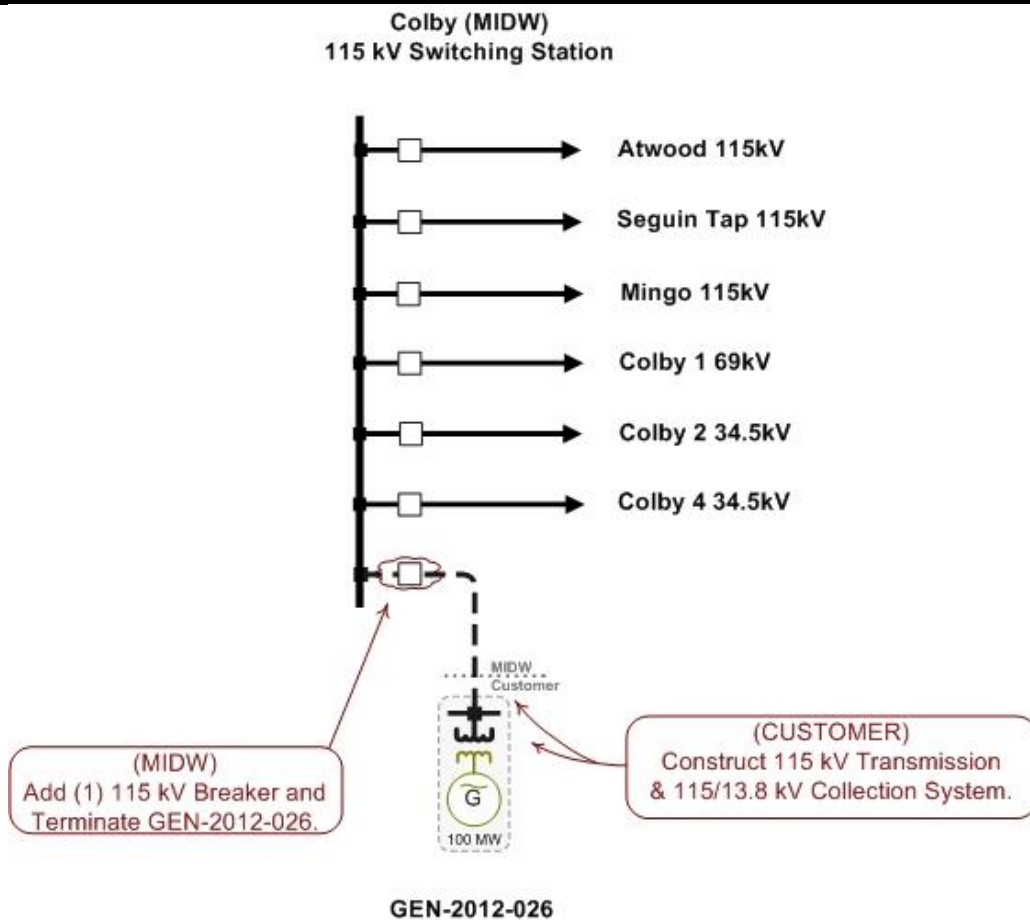 Colby (MIDW)
115 kV Switching Station
Atwood 115kV
Seguin Tap 115kV
Mingo 115kV
Colby 1 69kV
Colby 2 34.5kV
Colby 4 34.5kV
MIDW
Customer
(MIDW)
Add (1) 115 kV Breaker and
Terminate GEN-2012-026.
(CUSTOMER)
Construct 115 kV Transmission
& 115/13.8 kV Collection System.
G
100 MW
GEN-2012-026